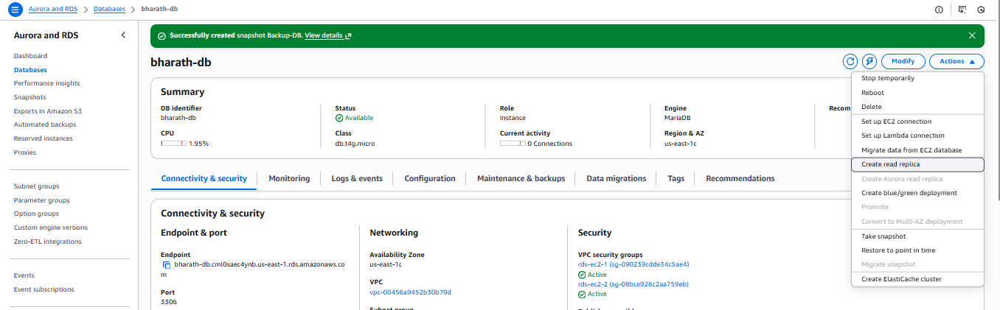 Aurora and RDS > Databases > bharath-db
Aurora and RDS
Dashboard
Databases
Performance insights
Snapshots
Exports in Amazon S3
Automated backups
Reserved instances
Proxies
Subnet groups
Parameter groups
Option groups
Custom engine versions
Zero-ETL integrations
Events
Event subscriptions
Successfully created snapshot Backup-DB. View details
bharath-db
Modify
Actions
Stop temporarily
Reboot
Delete
Set up EC2 connection
Set up Lambda connection
Migrate data from EC2 database
Create read replica
Create Aurora read replica
Create blue/green deployment
Promote
Convert to Multi-AZ deployment
Take snapshot
Restore to point in time
Migrate snapshot
Create ElastiCache cluster
Summary
DB identifier
bharath-db
Status
Available
Role
Instance
Engine
MariaDB
Recom
CPU
1.95%
Class
db.t4g.micro
Current activity
0 Connections
Region & AZ
us-east-1c
Connectivity & security
Monitoring
Logs & events
Configuration
Maintenance & backups
Data migrations
Tags
Recommendations
Connectivity & security
Endpoint & port
Endpoint
bharath-db.cml0saec4ynb.us-east-1.rds.amazonaws.co
m
Port
3306
Networking
Availability Zone
us-east-1c
VPC
vpc-00456a9452b30b79d
Security
VPC security groups
rds-ec2-1 (sg-090239cdde34c5ae4)
Active
rds-ec2-2 (sg-08bce926c2aa759eb)
Active